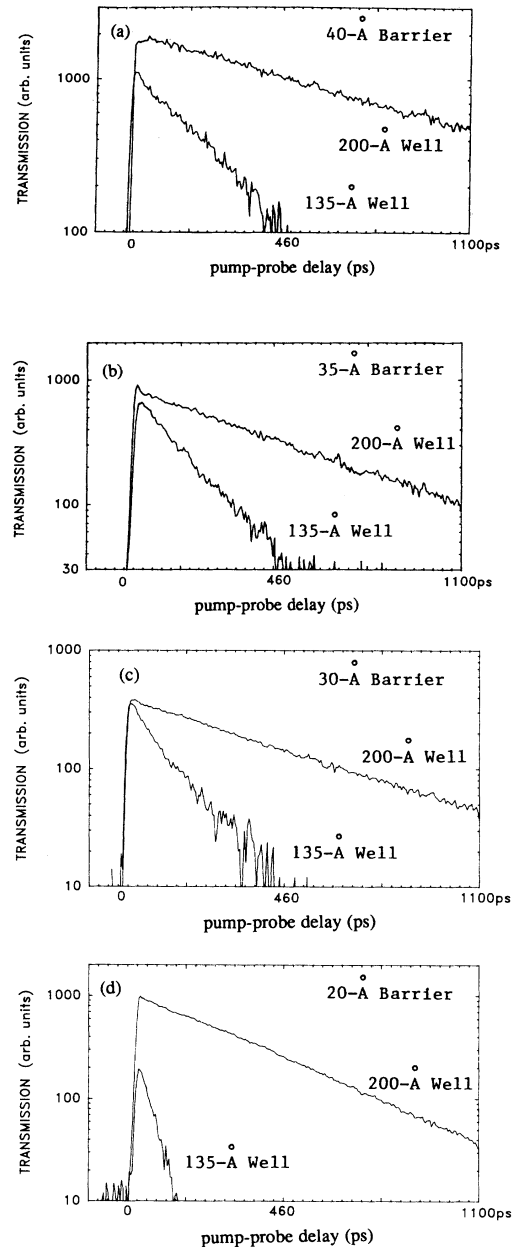 (a)
40-Å Barrier
1000
200-Å Well
135-Å Well
100
TRANSMISSION (arb. units)
0 460 1100ps
pump-probe delay (ps)
(b)
35-Å Barrier
1000
200-Å Well
100
135-Å Well
30
TRANSMISSION (arb. units)
0 460 1100ps
pump-probe delay (ps)
1000
(c)
30-Å Barrier
200-Å Well
100
135-Å Well
10
TRANSMISSION (arb. units)
0 460 1100ps
pump-probe delay (ps)
(d)
20-Å Barrier
1000
200-Å Well
100
135-Å Well
10
TRANSMISSION (arb. units)
0 460 1100ps
pump-probe delay (ps)